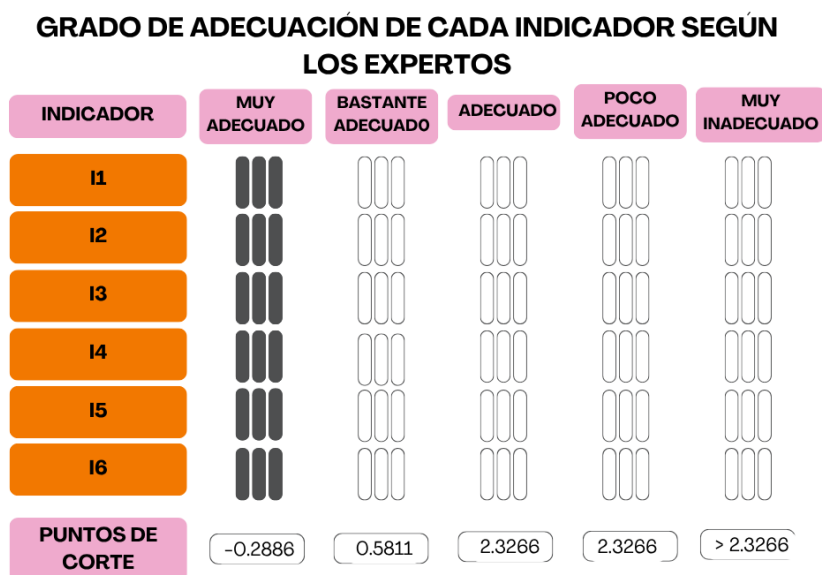 GRADO DE ADECUACIÓN DE CADA INDICADOR SEGÚN
LOS EXPERTOS
INDICADOR
MUY
ADECUADO
BASTANTE
ADECUAD0
ADECUADO
POCO
ADECUADO
MUY
INADECUADO
I1
I2
I3
I4
I5
I6
PUNTOS DE
CORTE
-0.2886
0.5811
2.3266
2.3266
> 2.3266